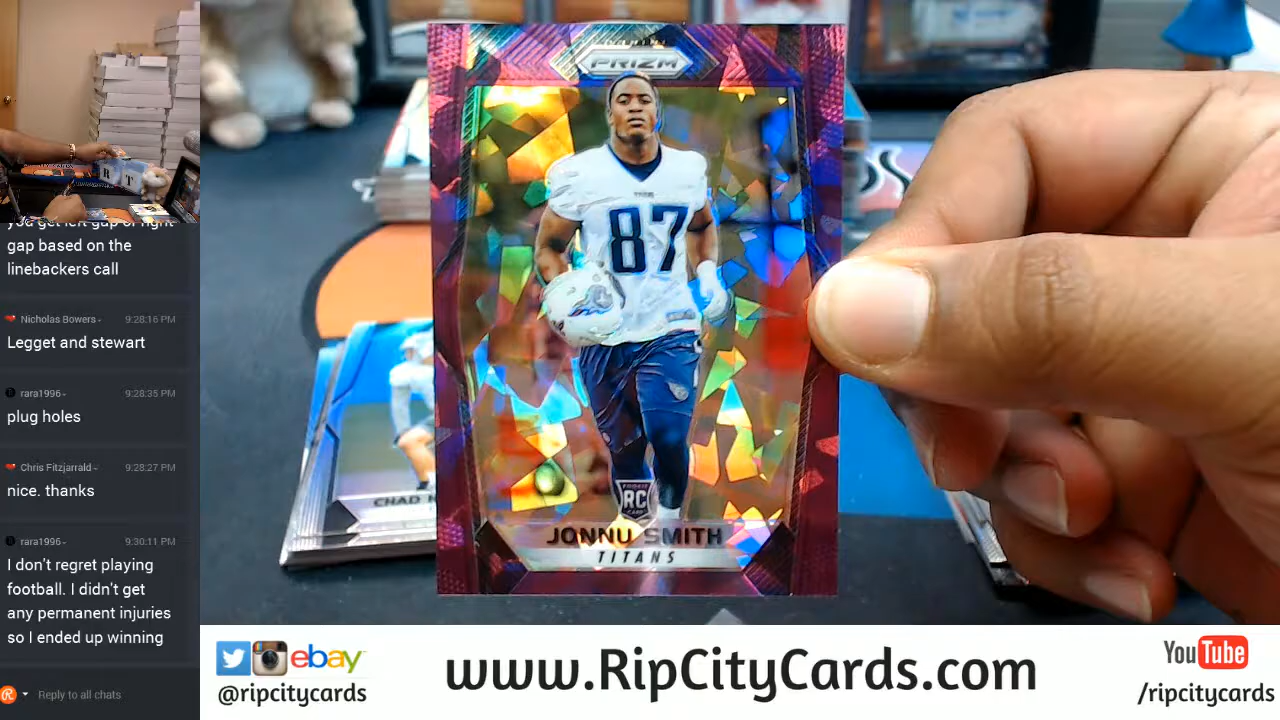 gap based on the
linebackers call
Nicholas Bowers
9:28:16 PM
Legget and stewart
rara1996
9:28:35 PM
plug holes
Chris Fitzjarrald
9:28:27 PM
nice. thanks
rara1996
9:30:11 PM
I don't regret playing
football. I didn't get
any permanent injuries
so I ended up winning
Reply to all chats
R T
PRIZM
87
ROOKIE
RC
JONNU SMITH
TITANS
CHAD
ebay
@ripcitycards
www.RipCityCards.com
YouTube
/ripcitycards